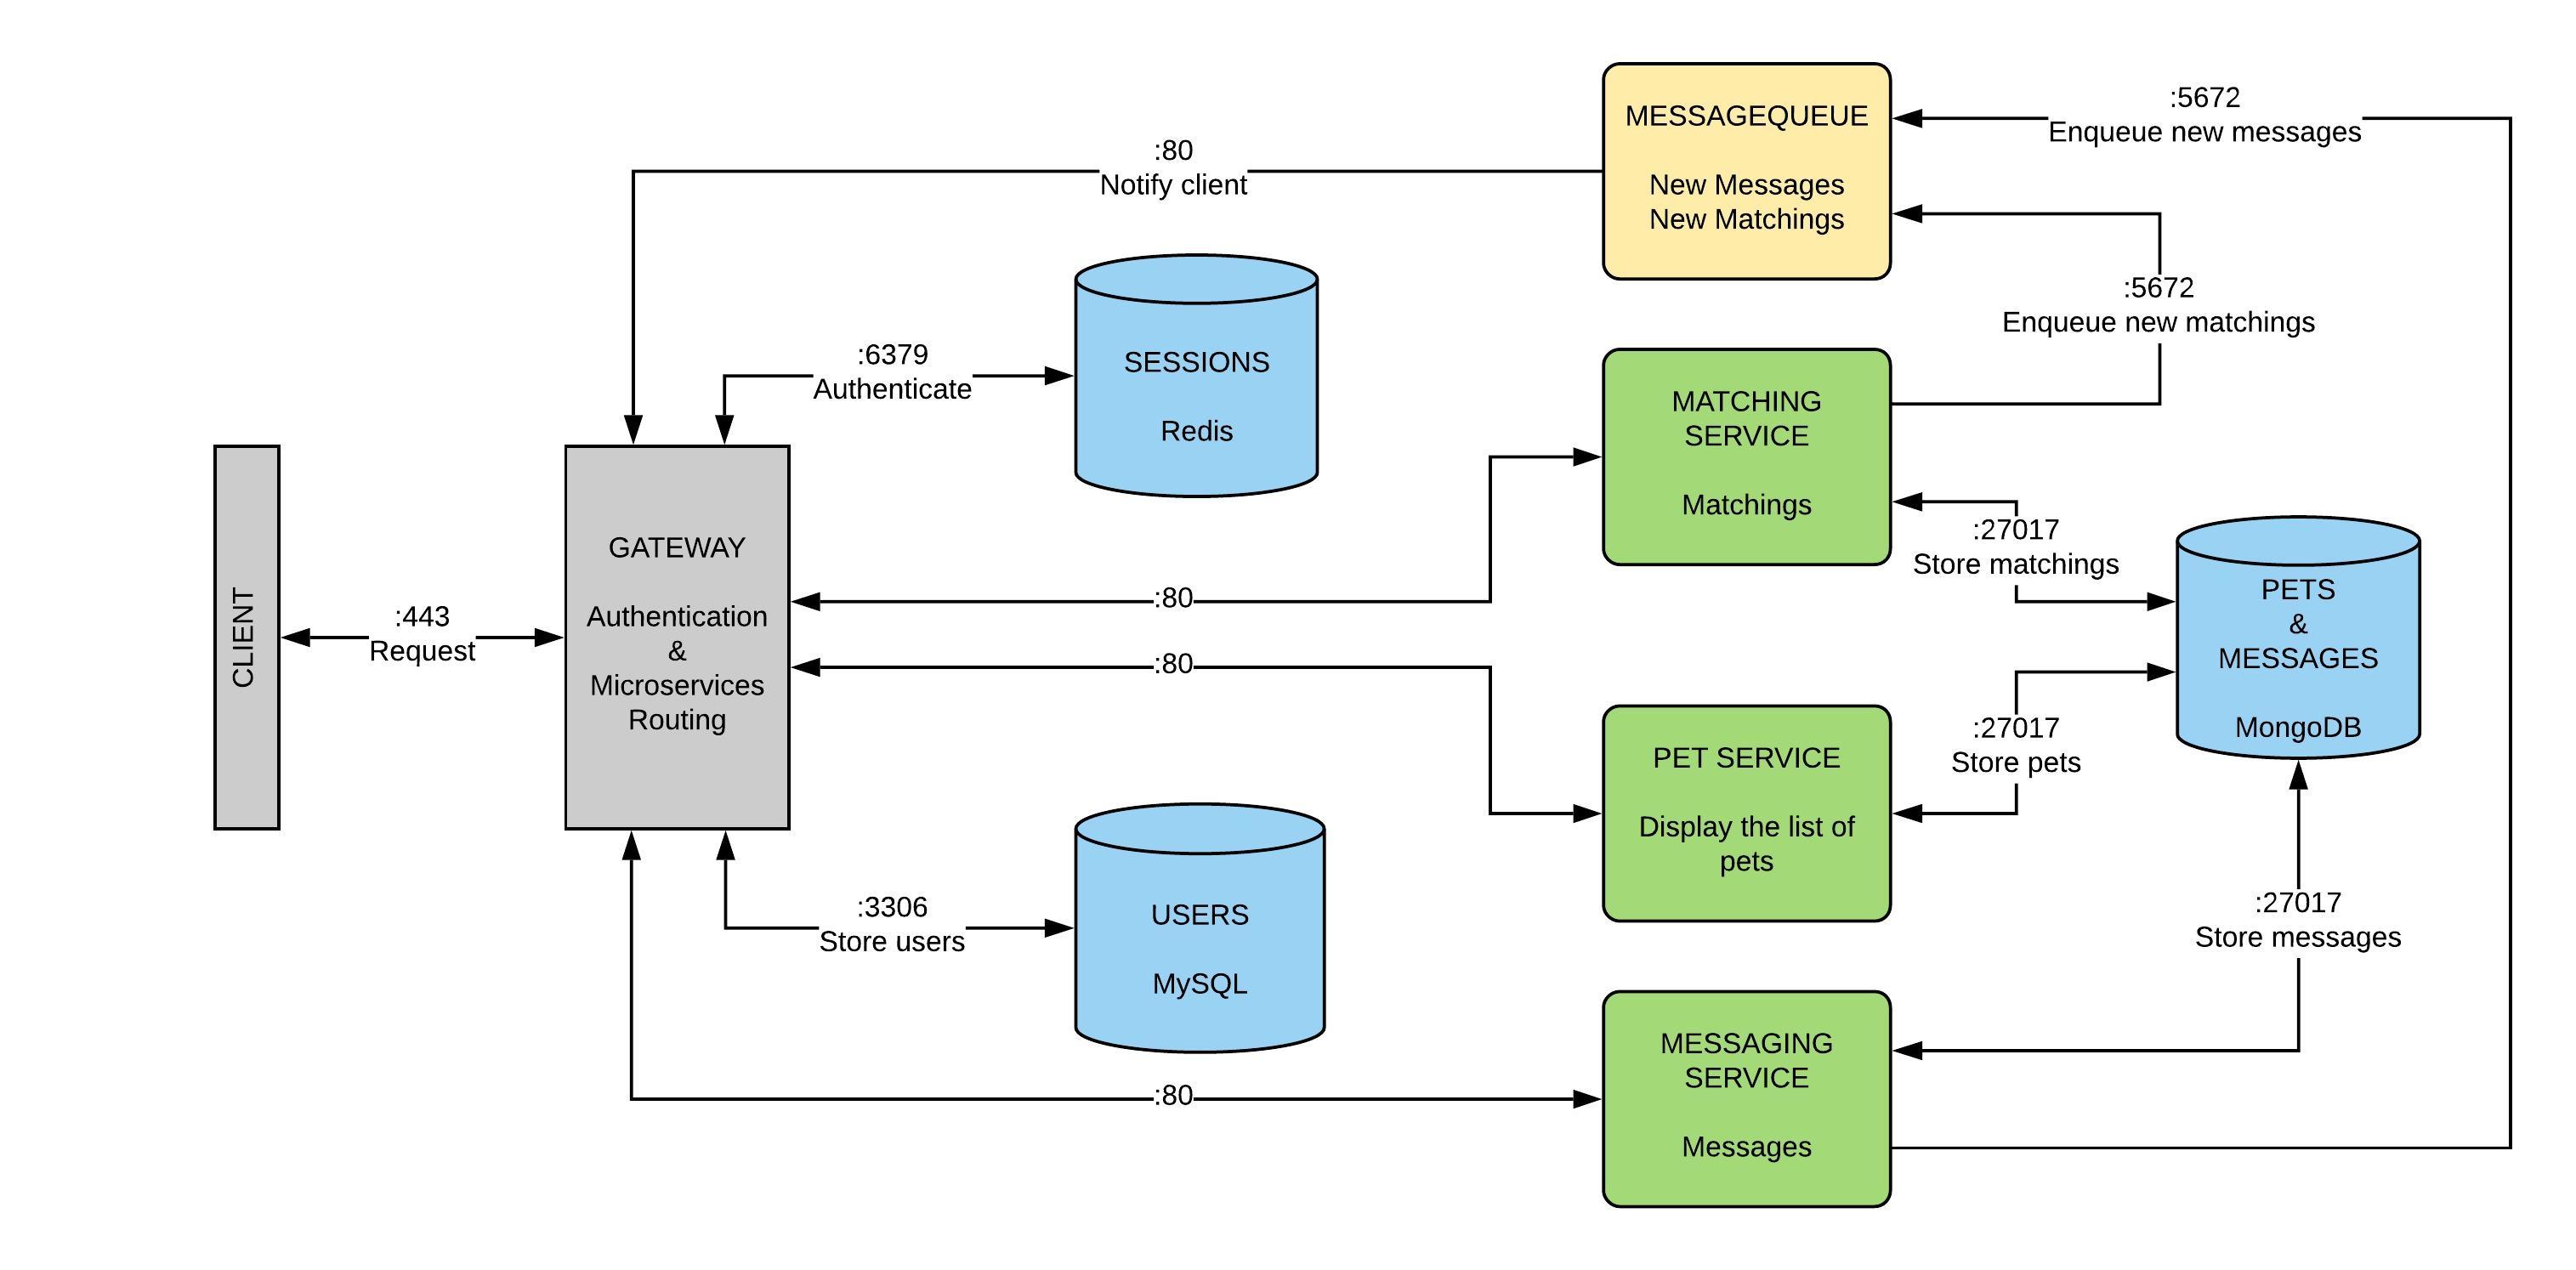 :5672
Enqueue new messages
MESSAGEQUEUE
New Messages
New Matchings
:80
Notify client
:5672
Enqueue new matchings
:6379
Authenticate
SESSIONS
Redis
MATCHING
SERVICE
Matchings
:27017
Store matchings
CLIENT
:443
Request
GATEWAY
Authentication
&
Microservices
Routing
:80
:80
PETS
&
MESSAGES
MongoDB
:27017
Store pets
PET SERVICE
Display the list of
pets
:3306
Store users
USERS
MySQL
:27017
Store messages
:80
MESSAGING
SERVICE
Messages